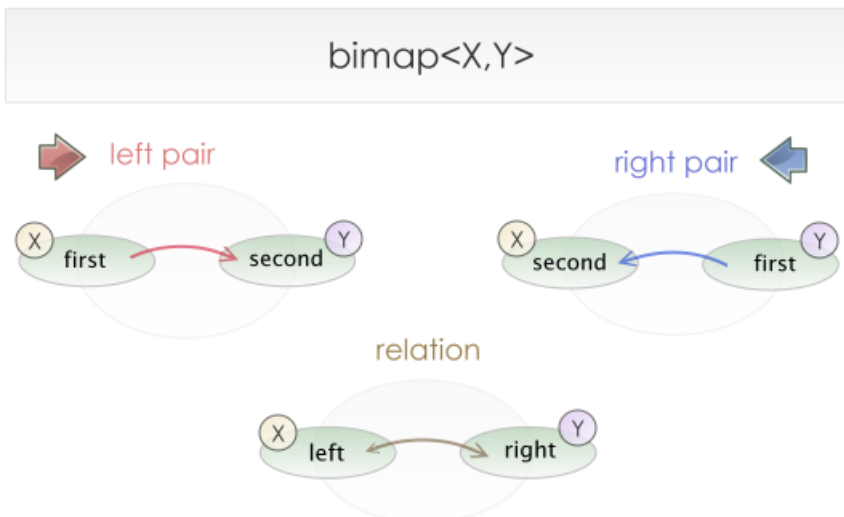 bimap<X,Y>
left pair
right pair
X
first
second
Y
X
second
first
Y
relation
X
left
right
Y